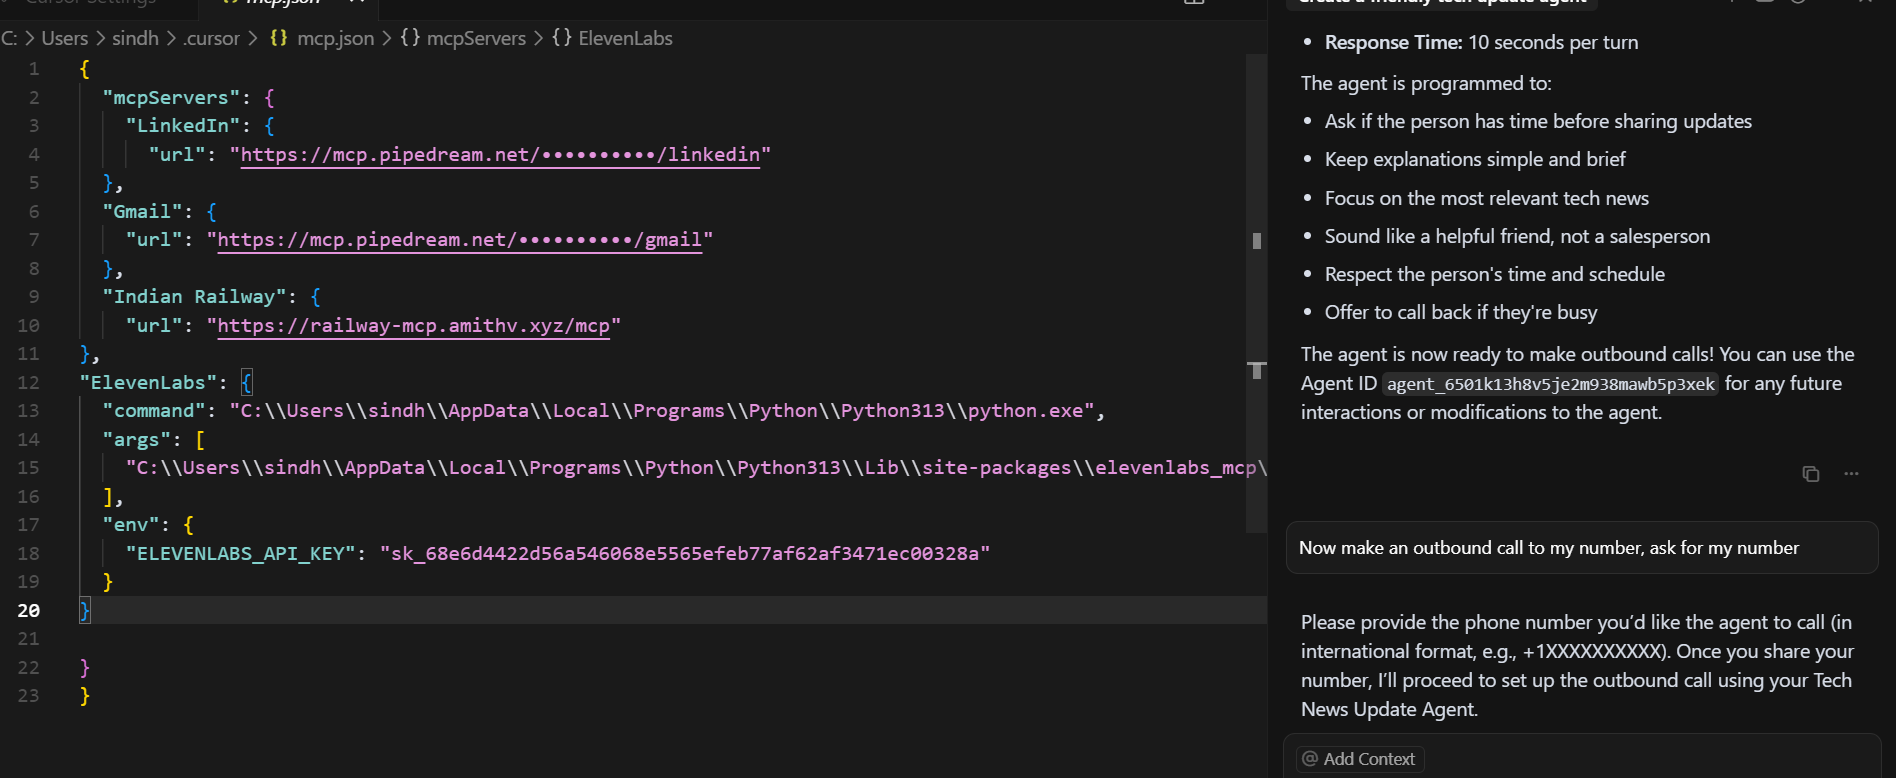 mcp.json
C: > Users > sindh > .cursor > {} mcp.json > {} mcpServers > {} ElevenLabs
1 {
2 "mcpServers": {
3 "LinkedIn": {
4 "url": "https://mcp.pipedream.net/••••••••••/linkedin"
5 },
6 "Gmail": {
7 "url": "https://mcp.pipedream.net/••••••••••/gmail"
8 },
9 "Indian Railway": {
10 "url": "https://railway-mcp.amithv.xyz/mcp"
11 },
12 "ElevenLabs": {
13 "command": "C:\\Users\\sindh\\AppData\\Local\\Programs\\Python\\Python313\\python.exe",
14 "args": [
15 "C:\\Users\\sindh\\AppData\\Local\\Programs\\Python\\Python313\\Lib\\site-packages\\elevenlabs_mcp\
16 ],
17 "env": {
18 "ELEVENLABS_API_KEY": "sk_68e6d4422d56a546068e5565efeb77af62af3471ec00328a"
19 }
20 }
21
22 }
23 }
Create a friendly tech update agent
• Response Time: 10 seconds per turn
The agent is programmed to:
• Ask if the person has time before sharing updates
• Keep explanations simple and brief
• Focus on the most relevant tech news
• Sound like a helpful friend, not a salesperson
• Respect the person's time and schedule
• Offer to call back if they're busy
The agent is now ready to make outbound calls! You can use the
Agent ID agent_6501k13h8v5je2m938mawb5p3xek for any future
interactions or modifications to the agent.
Now make an outbound call to my number, ask for my number
Please provide the phone number you’d like the agent to call (in
international format, e.g., +1XXXXXXXXXX). Once you share your
number, I’ll proceed to set up the outbound call using your Tech
News Update Agent.
@ Add Context